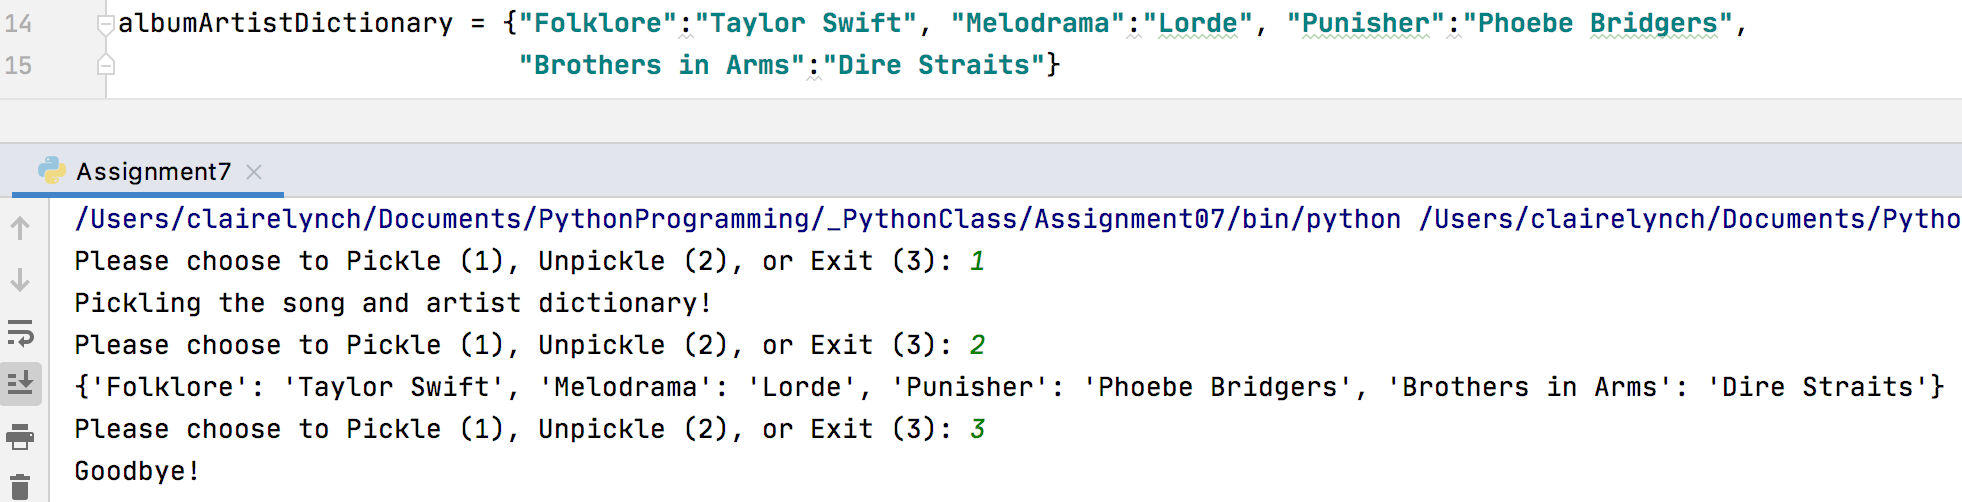 14 albumArtistDictionary = {"Folklore":"Taylor Swift", "Melodrama":"Lorde", "Punisher":"Phoebe Bridgers",
15 "Brothers in Arms":"Dire Straits"}
Assignment7
/Users/clairelynch/Documents/PythonProgramming/_PythonClass/Assignment07/bin/python /Users/clairelynch/Documents/Pytho
Please choose to Pickle (1), Unpickle (2), or Exit (3): 1
Pickling the song and artist dictionary!
Please choose to Pickle (1), Unpickle (2), or Exit (3): 2
{'Folklore': 'Taylor Swift', 'Melodrama': 'Lorde', 'Punisher': 'Phoebe Bridgers', 'Brothers in Arms': 'Dire Straits'}
Please choose to Pickle (1), Unpickle (2), or Exit (3): 3
Goodbye!